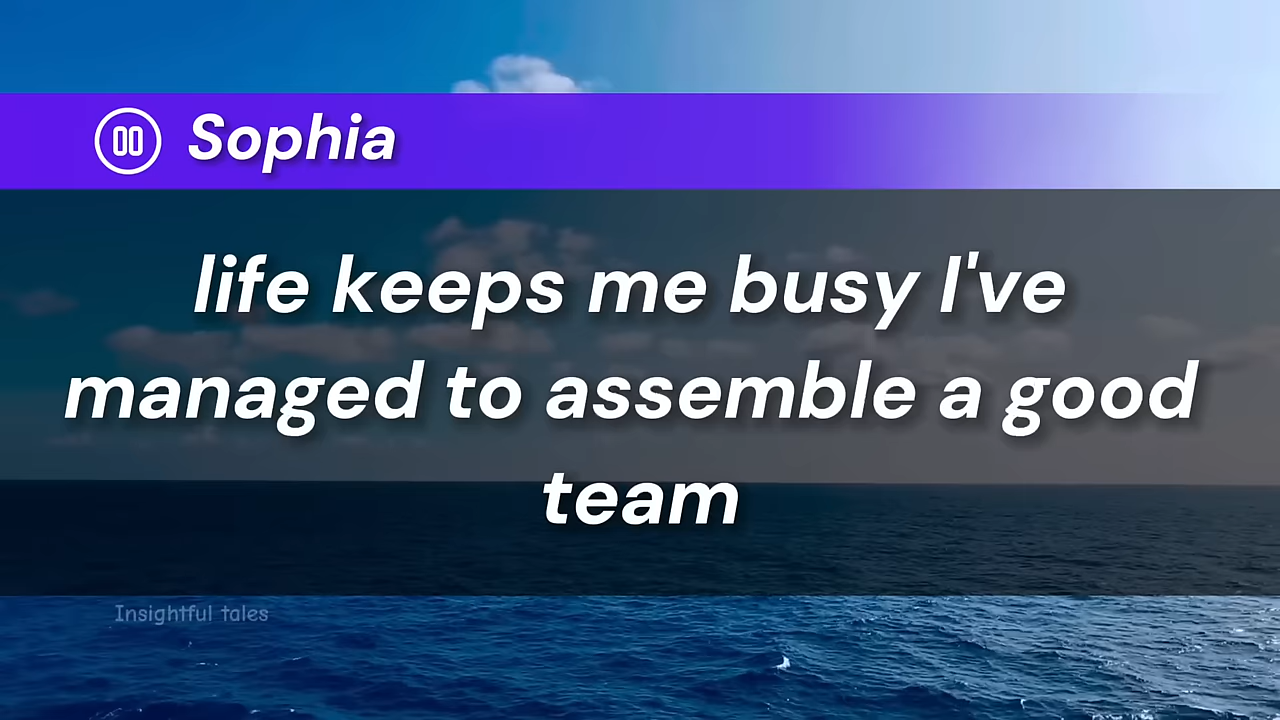 Sophia
life keeps me busy I've
managed to assemble a good
team
Insightful tales